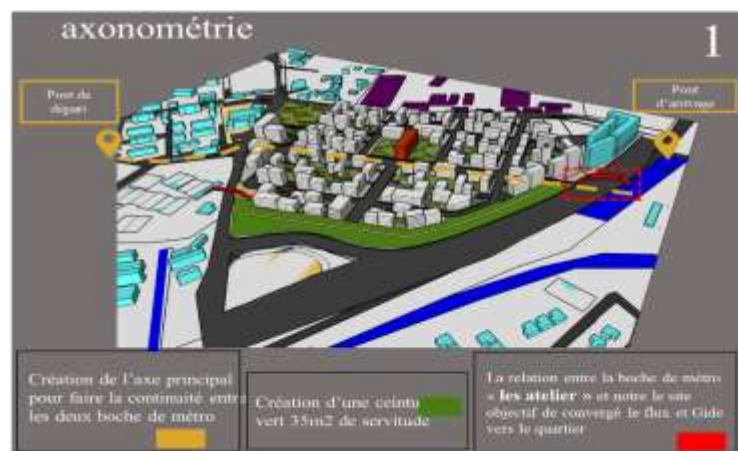 axonométrie
1
Pont de
départ
Pont
d'arrivage
Création de l'axe principal
pour faire la continuité entre
les deux boche de métro
Création d'une ceintu
vert 35m2 de servitude
La relation entre la boche de métro
« les atelier » et notre le site
objectif de convergé le flux et Gide
vers le quartier